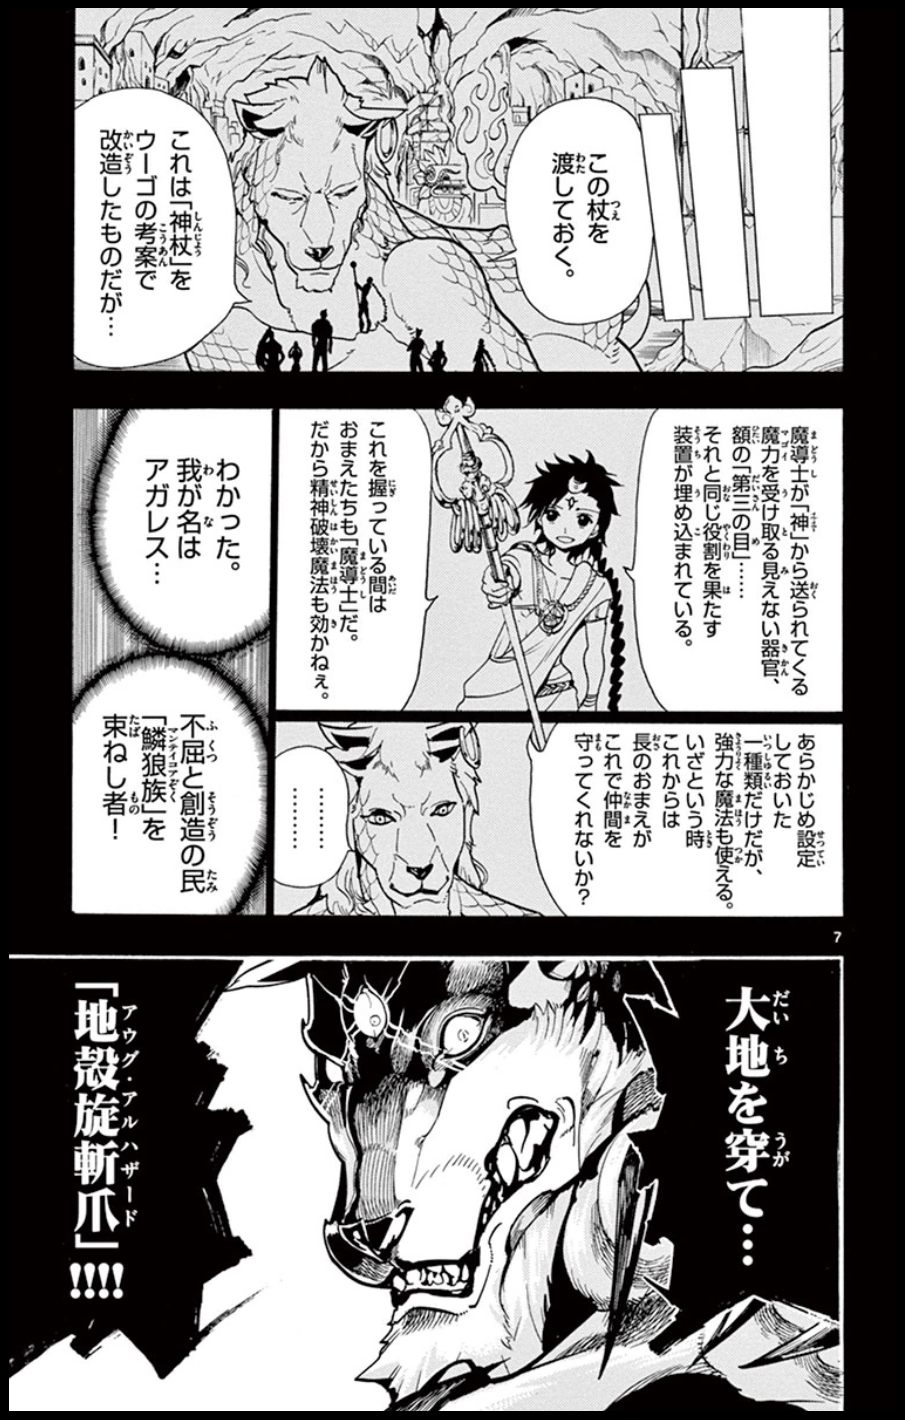 この杖を
渡しておく。
これは「神杖」を
ウーゴの考案で
改造したものだが…
魔導士が「神」から送られてくる
魔力を受け取る見えない器官、
額の「第三の目」……
それと同じ役割を果たす
装置が埋め込まれている。
これを握っている間は
おまえたちも「魔導士」だ。
だから精神破壊魔法も効かねぇ。
あらかじめ設定
しておいた
一種類だけだが、
強力な魔法も使える。
いざという時
これからは
長のおまえが
これで仲間を
守ってくれないか?
…………
…………
わかった。
我が名は
アガレス…
不屈と創造の民
「鱗狼族」を
束ねし者!
7
大地を穿て…
「地殻旋斬爪」!!!!
アウグ・アルハザード